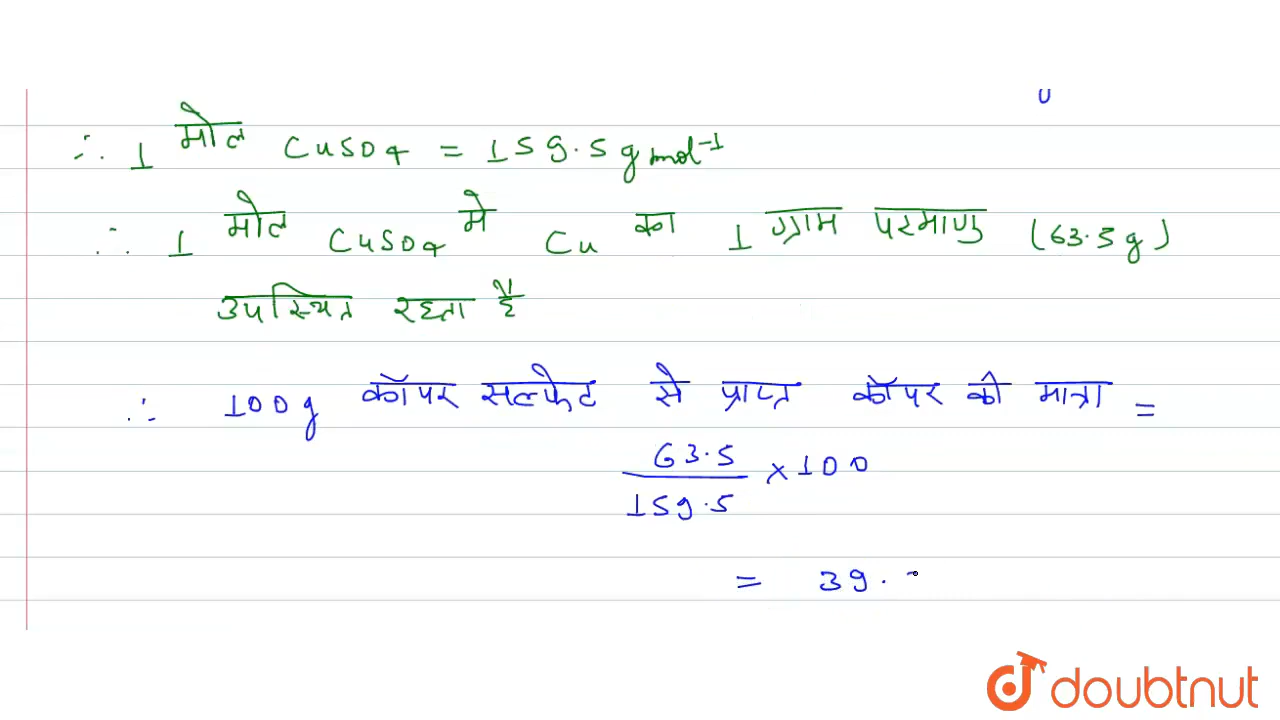 ∴ 1 मोल CuSO4 = 159.5 g mol⁻¹
∴ 1 मोल CuSO4 मे Cu का 1 ग्राम परमाणु (63.5 g)
उपस्थित रहता है
∴ 100 g कॉपर सल्फेट से प्राप्त कॉपर की मात्रा =
63.5
159.5
× 100
= 39.
doubtnut